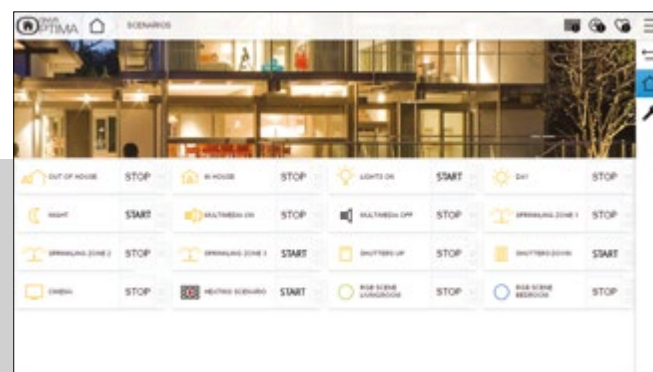 OPTIMA SCENARIOS
OUT OF HOUSE STOP IN HOUSE STOP LIGHTS ON START DAY STOP
NIGHT START MULTIMEDIA ON STOP MULTIMEDIA OFF STOP SPRINKLING ZONE 1 STOP
SPRINKLING ZONE 2 STOP SPRINKLING ZONE 3 START SHUTTERS UP STOP SHUTTERS DOWN START
CINEMA STOP HEATING SCENARIO START RGB SCENE LIVINGROOM STOP RGB SCENE BEDROOM STOP